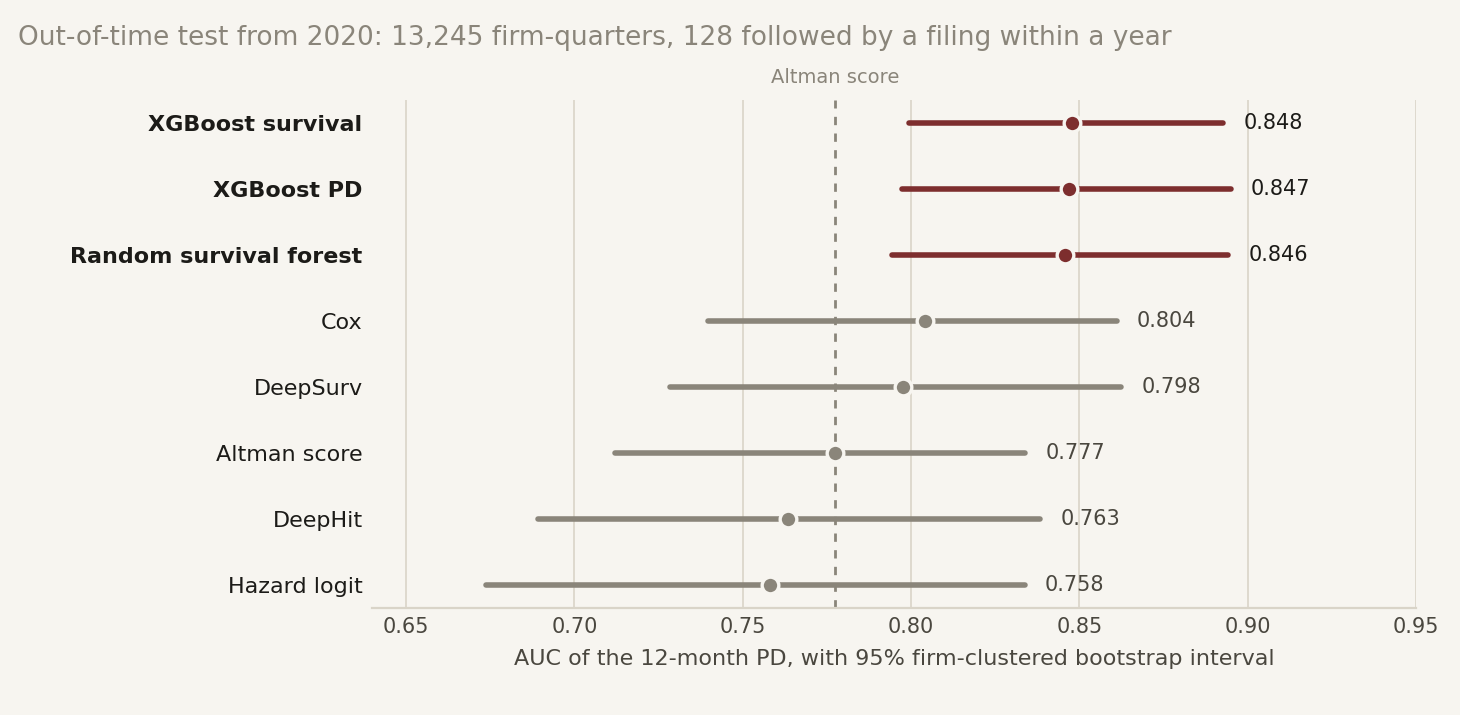 Out-of-time test from 2020: 13,245 firm-quarters, 128 followed by a filing within a year
Altman score
XGBoost survival 0.848
XGBoost PD 0.847
Random survival forest 0.846
Cox 0.804
DeepSurv 0.798
Altman score 0.777
DeepHit 0.763
Hazard logit 0.758
0.65 0.70 0.75 0.80 0.85 0.90 0.95
AUC of the 12-month PD, with 95% firm-clustered bootstrap interval